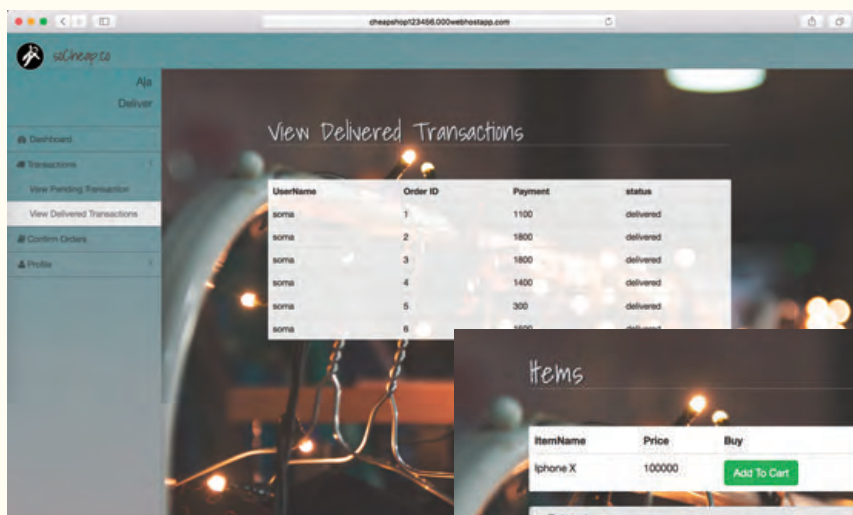 cheapshop123456.000webhostapp.com
soCheap.co
Aja
Deliver
Dashboard
Transactions
View Pending Transaction
View Delivered Transactions
Confirm Orders
Profile
View Delivered Transactions
UserName Order ID Payment status
soma 1 1100 delivered
soma 2 1800 delivered
soma 3 1800 delivered
soma 4 1400 delivered
soma 5 300 delivered
soma 6 1600 delivered
Items
ItemName Price Buy
Iphone X 100000 Add To Cart